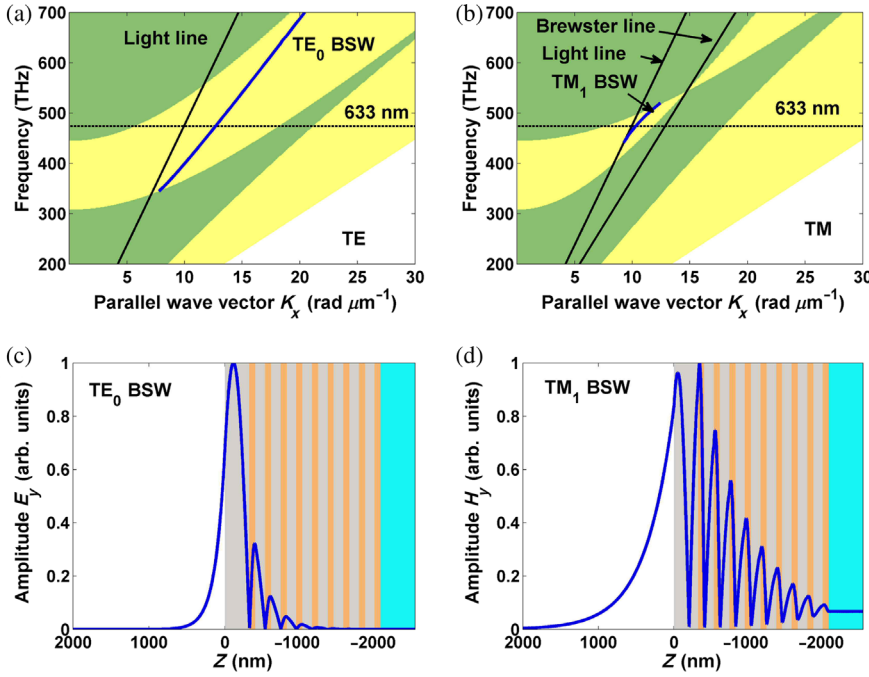 (a)
700
600
500
400
300
200
Frequency (THz)
Light line
TE0 BSW
633 nm
TE
5
10
15
20
25
30
Parallel wave vector Kx (rad μm−1)
(b)
700
600
500
400
300
200
Frequency (THz)
Brewster line
Light line
TM1 BSW
633 nm
TM
5
10
15
20
25
30
Parallel wave vector Kx (rad μm−1)
(c)
1
0.8
0.6
0.4
0.2
0
Amplitude Ey (arb. units)
TE0 BSW
2000
1000
0
−1000
−2000
Z (nm)
(d)
1
0.8
0.6
0.4
0.2
0
Amplitude Hy (arb. units)
TM1 BSW
2000
1000
0
−1000
−2000
Z (nm)